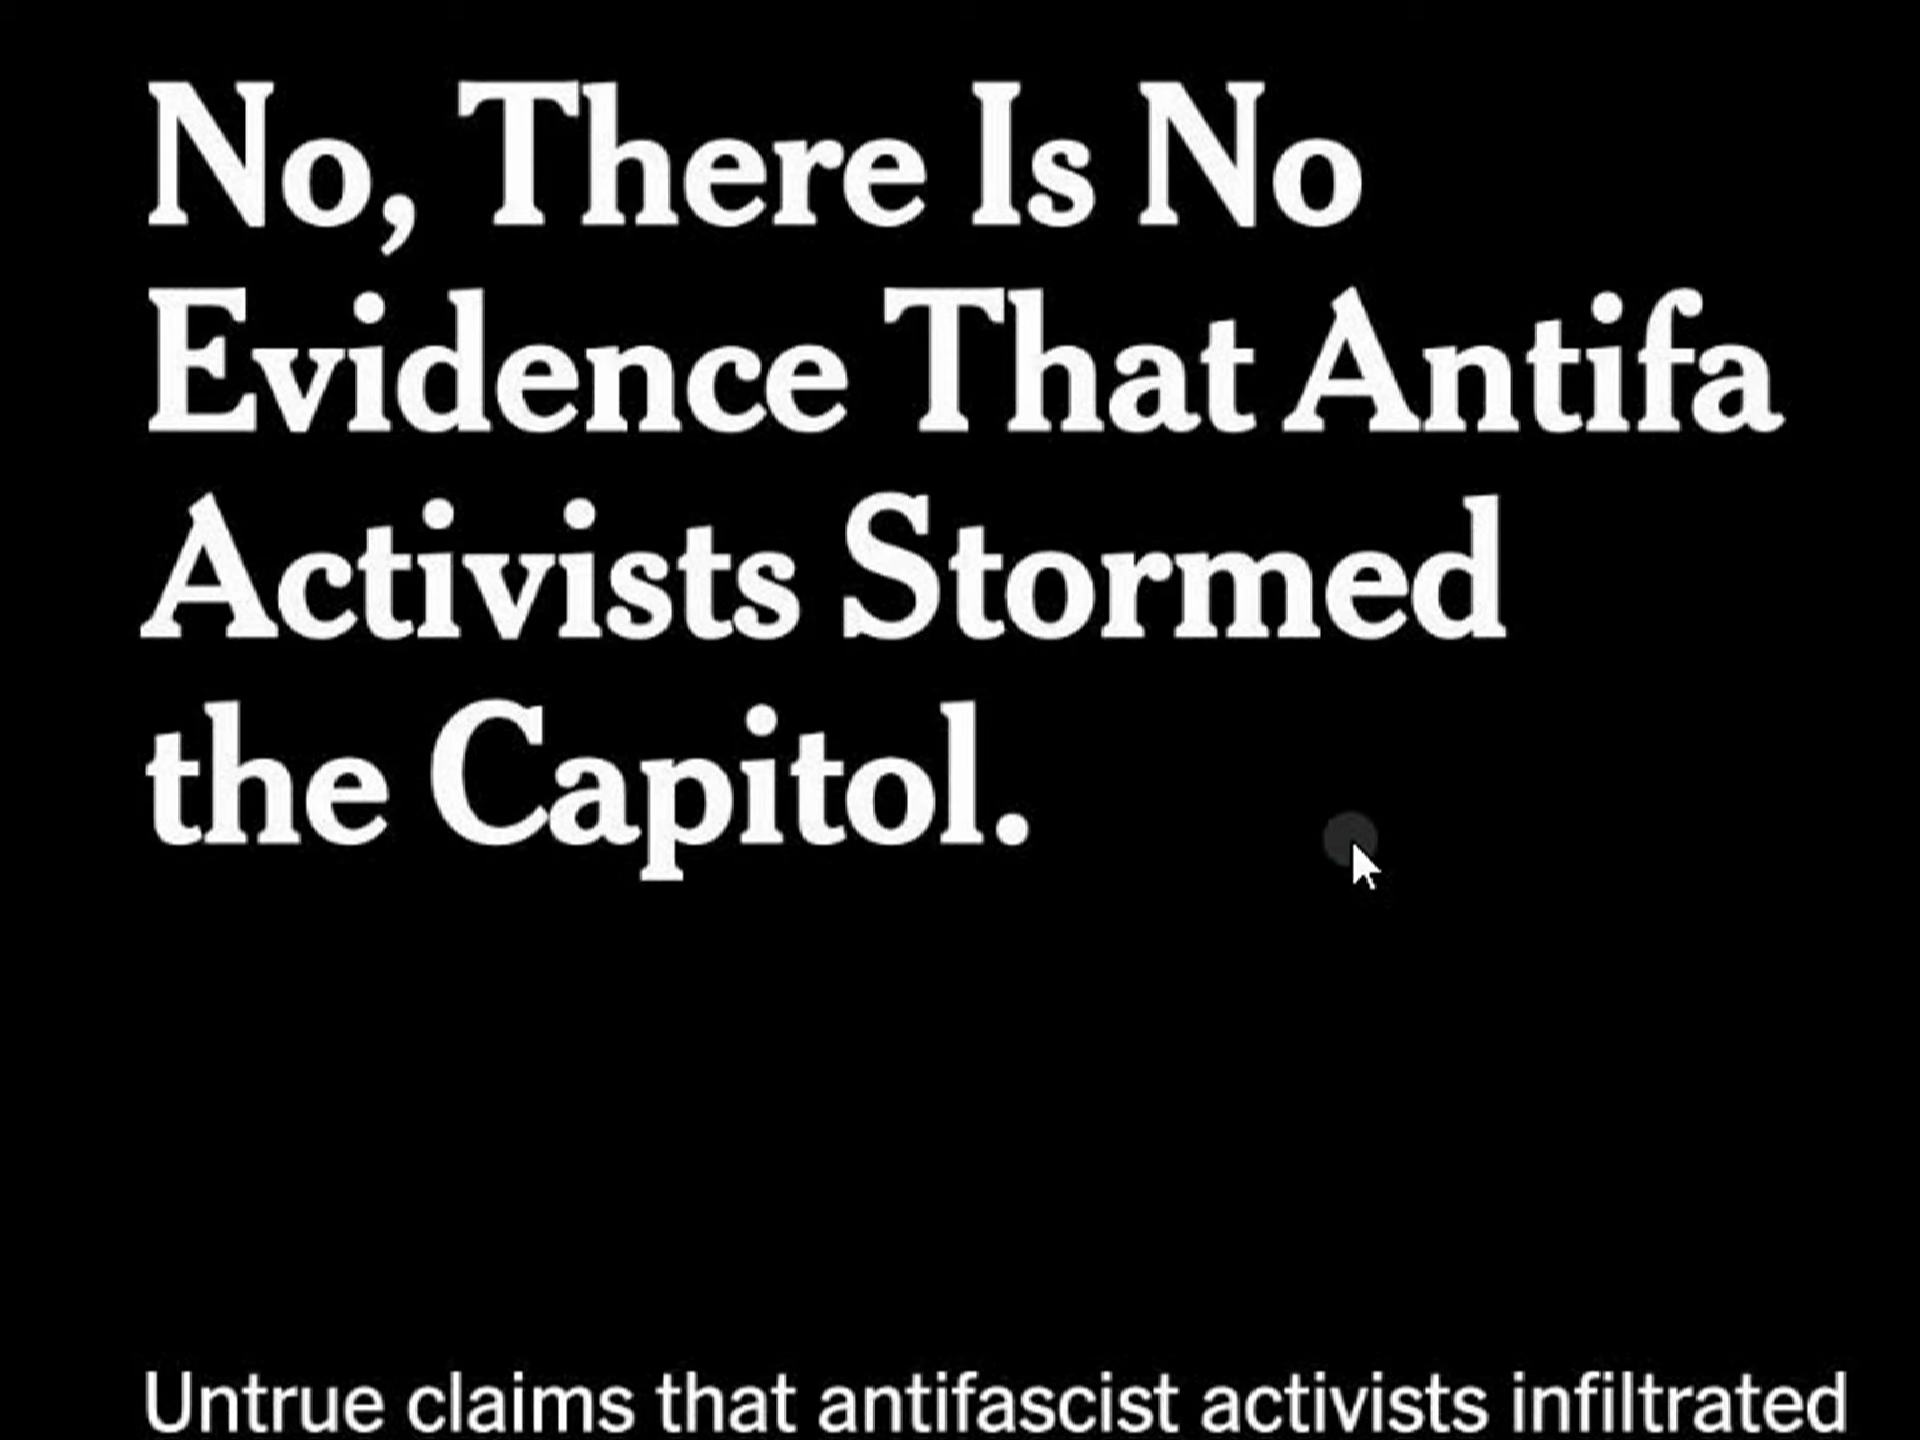 No, There Is No
Evidence That Antifa
Activists Stormed
the Capitol.
Untrue claims that antifascist activists infiltrated